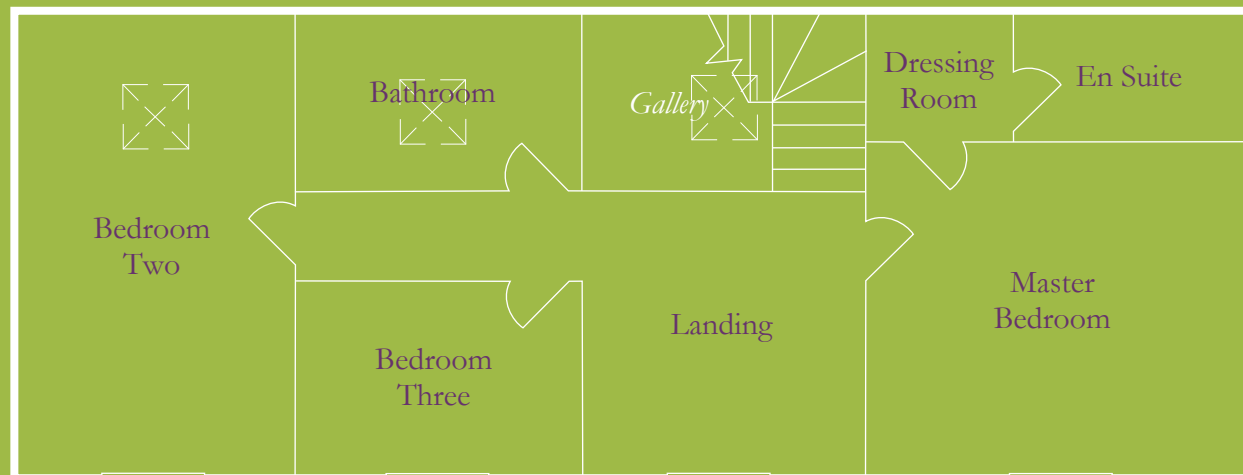 Bathroom
Gallery
Dressing
Room
En Suite
Bedroom
Two
Master
Bedroom
Landing
Bedroom
Three